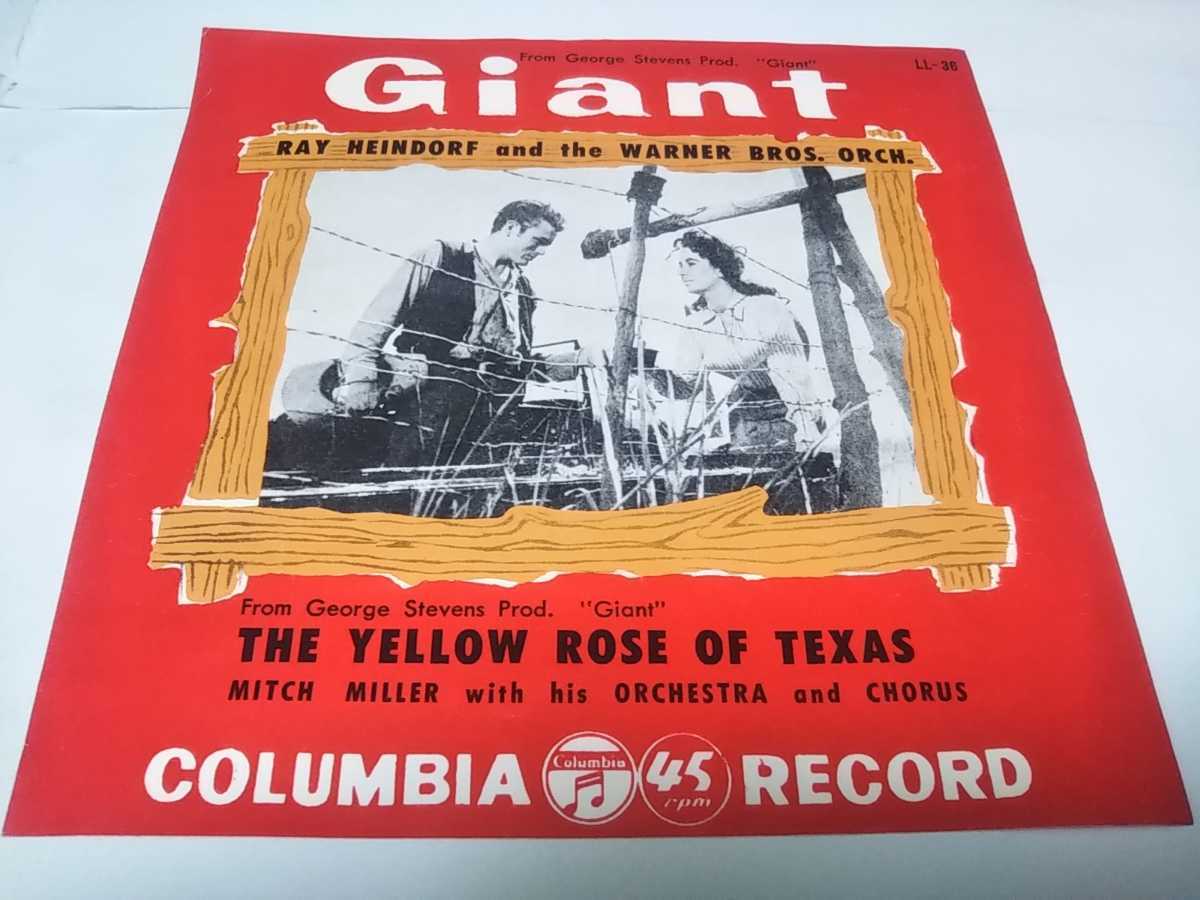 From George Stevens Prod. "Giant"
LL-36
Giant
RAY HEINDORF and the WARNER BROS. ORCH.
From George Stevens Prod. "Giant"
THE YELLOW ROSE OF TEXAS
MITCH MILLER with his ORCHESTRA and CHORUS
COLUMBIA Columbia 45 rpm RECORD